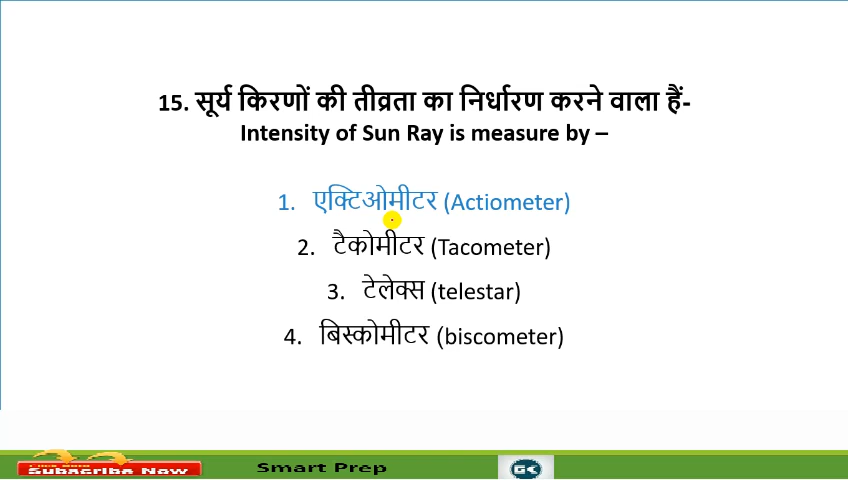 15. सूर्य किरणों की तीव्रता का निर्धारण करने वाला हैं-
Intensity of Sun Ray is measure by –
1. एक्टिओमीटर (Actiometer)
2. टैकोमीटर (Tacometer)
3. टेलेक्स (telestar)
4. बिस्कोमीटर (biscometer)
Subscribe Now
Smart Prep
GK